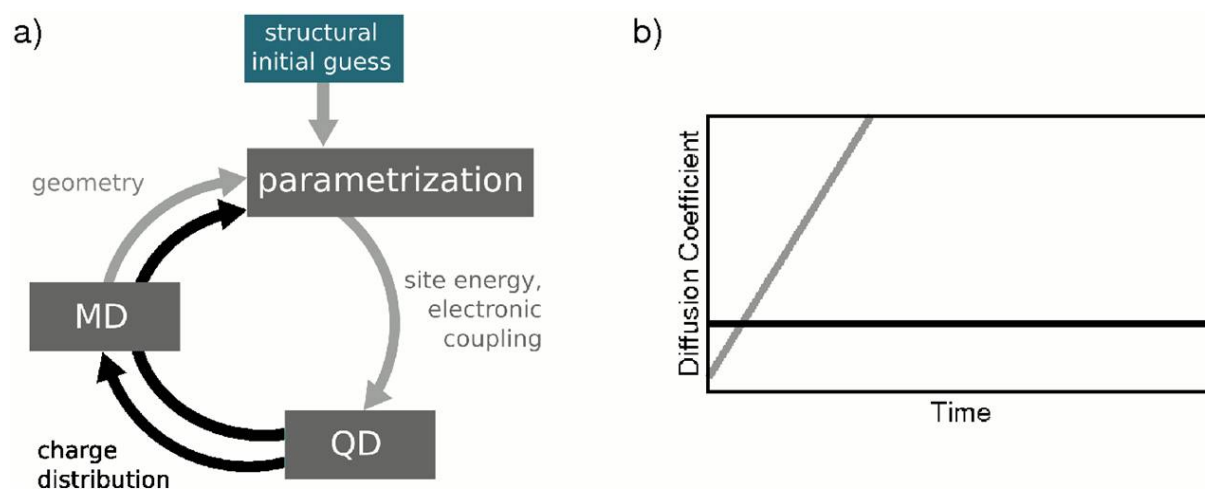 a)
structural
initial guess
geometry
parametrization
site energy,
electronic
coupling
MD
QD
charge
distribution
b)
Diffusion Coefficient
Time